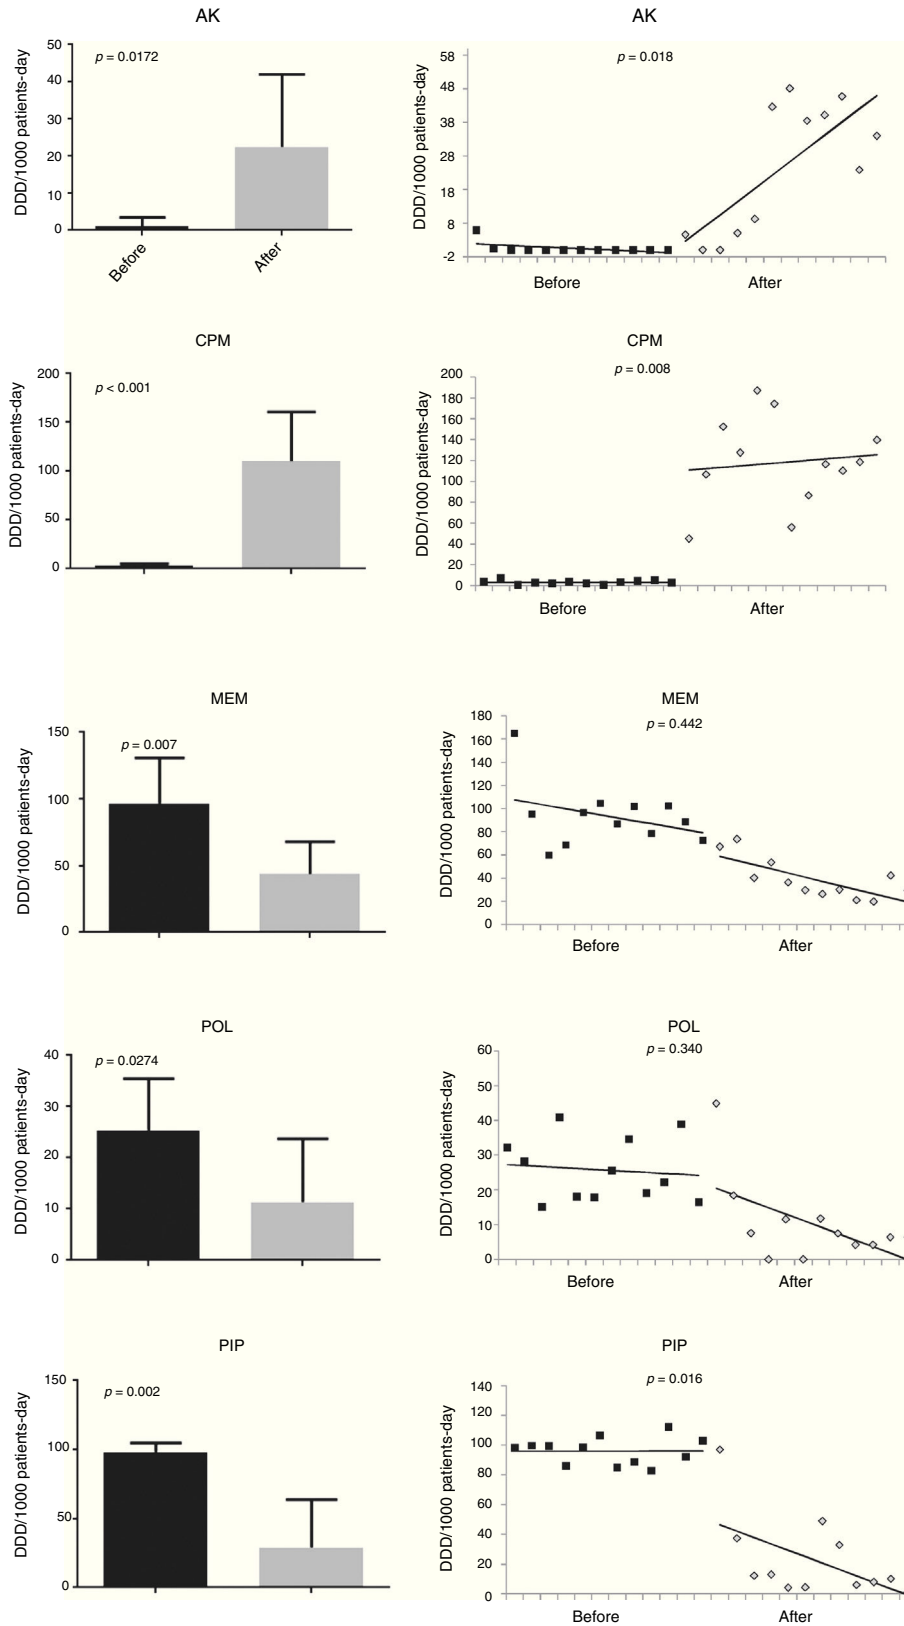 AK
DDD/1000 patients-day
50
40
30
20
10
0
p = 0.0172
Before
After
AK
DDD/1000 patients-day
58
48
38
28
18
8
-2
p = 0.018
Before
After
CPM
DDD/1000 patients-day
200
150
100
50
0
p < 0.001
CPM
DDD/1000 patients-day
200
180
160
140
120
100
80
60
40
20
0
p = 0.008
Before
After
MEM
DDD/1000 patients-day
150
100
50
0
p = 0.007
MEM
DDD/1000 patients-day
180
160
140
120
100
80
60
40
20
0
p = 0.442
Before
After
POL
DDD/1000 patients-day
40
30
20
10
0
p = 0.0274
POL
DDD/1000 patients-day
60
50
40
30
20
10
0
p = 0.340
Before
After
PIP
DDD/1000 patients-day
150
100
50
0
p = 0.002
PIP
DDD/1000 patients-day
140
120
100
80
60
40
20
0
p = 0.016
Before
After